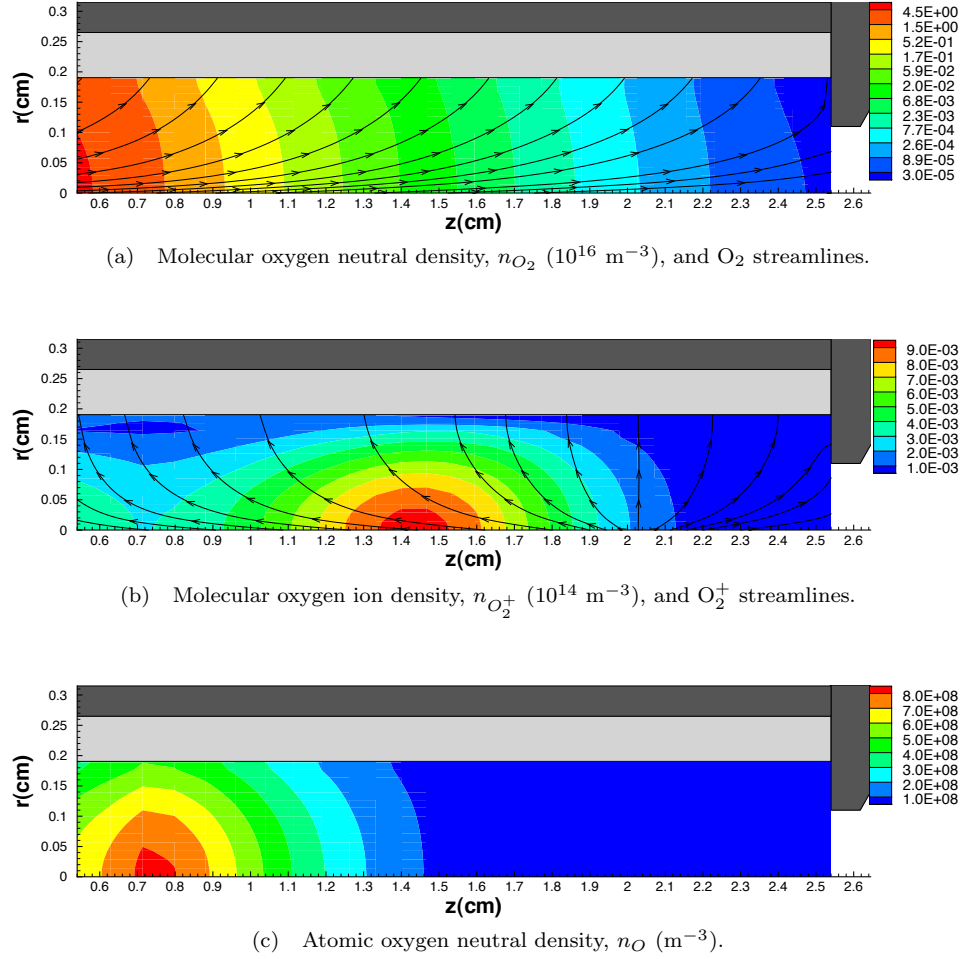 0.3
0.2
0.1
0.05
0
r(cm)
0.6 0.7 0.8 0.9 1 1.1 1.2 1.3 1.4 1.5 1.6 1.7 1.8 1.9 2 2.1 2.2 2.3 2.4 2.5 2.6
z(cm)
4.5E+00
1.5E+00
5.2E-01
1.7E-01
5.9E-02
2.0E-02
6.8E-03
2.3E-03
7.7E-04
2.6E-04
8.9E-05
3.0E-05
(a) Molecular oxygen neutral density, n_{O_2} (10^{16} m^{−3}), and O_2 streamlines.
0.3
0.2
0.1
0.05
0
r(cm)
0.6 0.7 0.8 0.9 1 1.1 1.2 1.3 1.4 1.5 1.6 1.7 1.8 1.9 2 2.1 2.2 2.3 2.4 2.5 2.6
z(cm)
9.0E-03
8.0E-03
7.0E-03
6.0E-03
5.0E-03
4.0E-03
3.0E-03
2.0E-03
1.0E-03
(b) Molecular oxygen ion density, n_{O_2^+} (10^{14} m^{−3}), and O_2^+ streamlines.
0.3
0.2
0.1
0.05
0
r(cm)
0.6 0.7 0.8 0.9 1 1.1 1.2 1.3 1.4 1.5 1.6 1.7 1.8 1.9 2 2.1 2.2 2.3 2.4 2.5 2.6
z(cm)
8.0E+08
7.0E+08
6.0E+08
5.0E+08
4.0E+08
3.0E+08
2.0E+08
1.0E+08
(c) Atomic oxygen neutral density, n_O (m^{−3}).